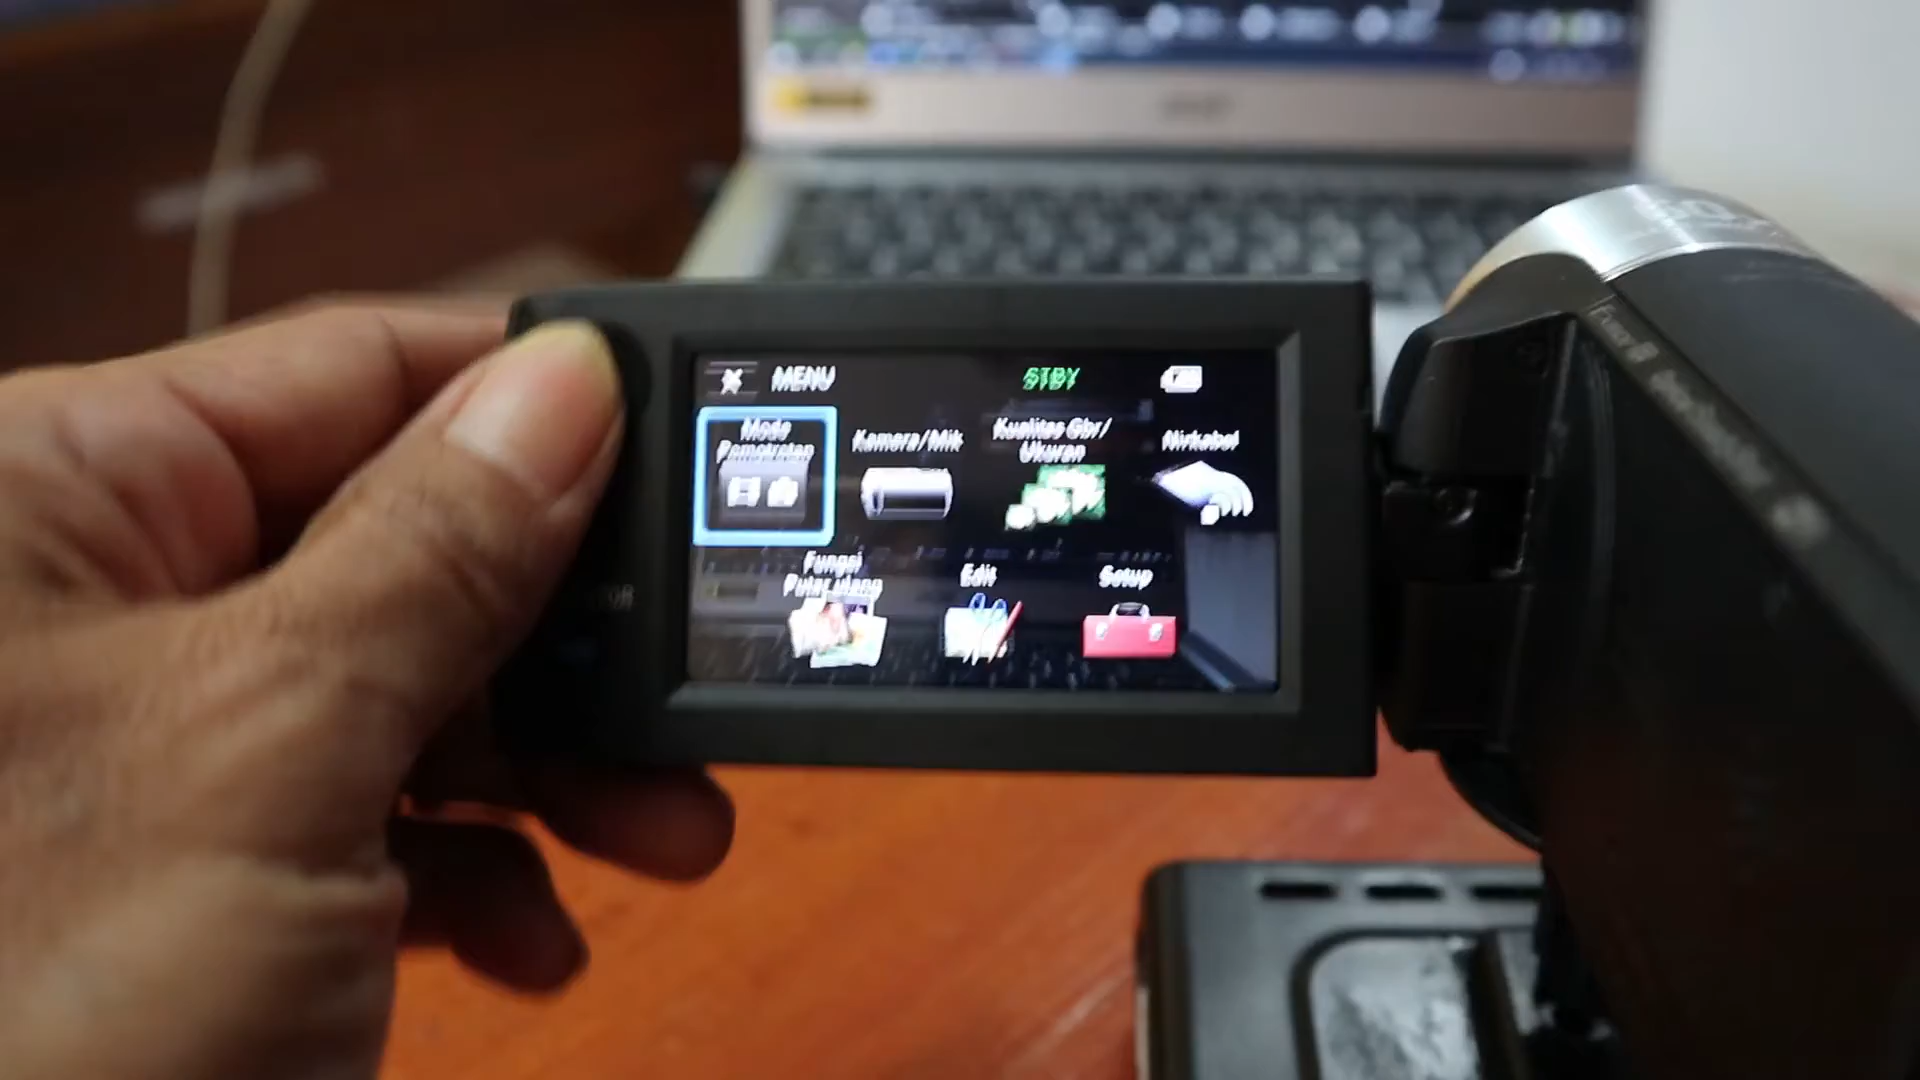 MENU
STBY
Mode
Pemotretan
Kamera/Mik
Kualitas Gbr/
Ukuran
Nirkabel
Fungsi
Putar ulang
Edit
Setup